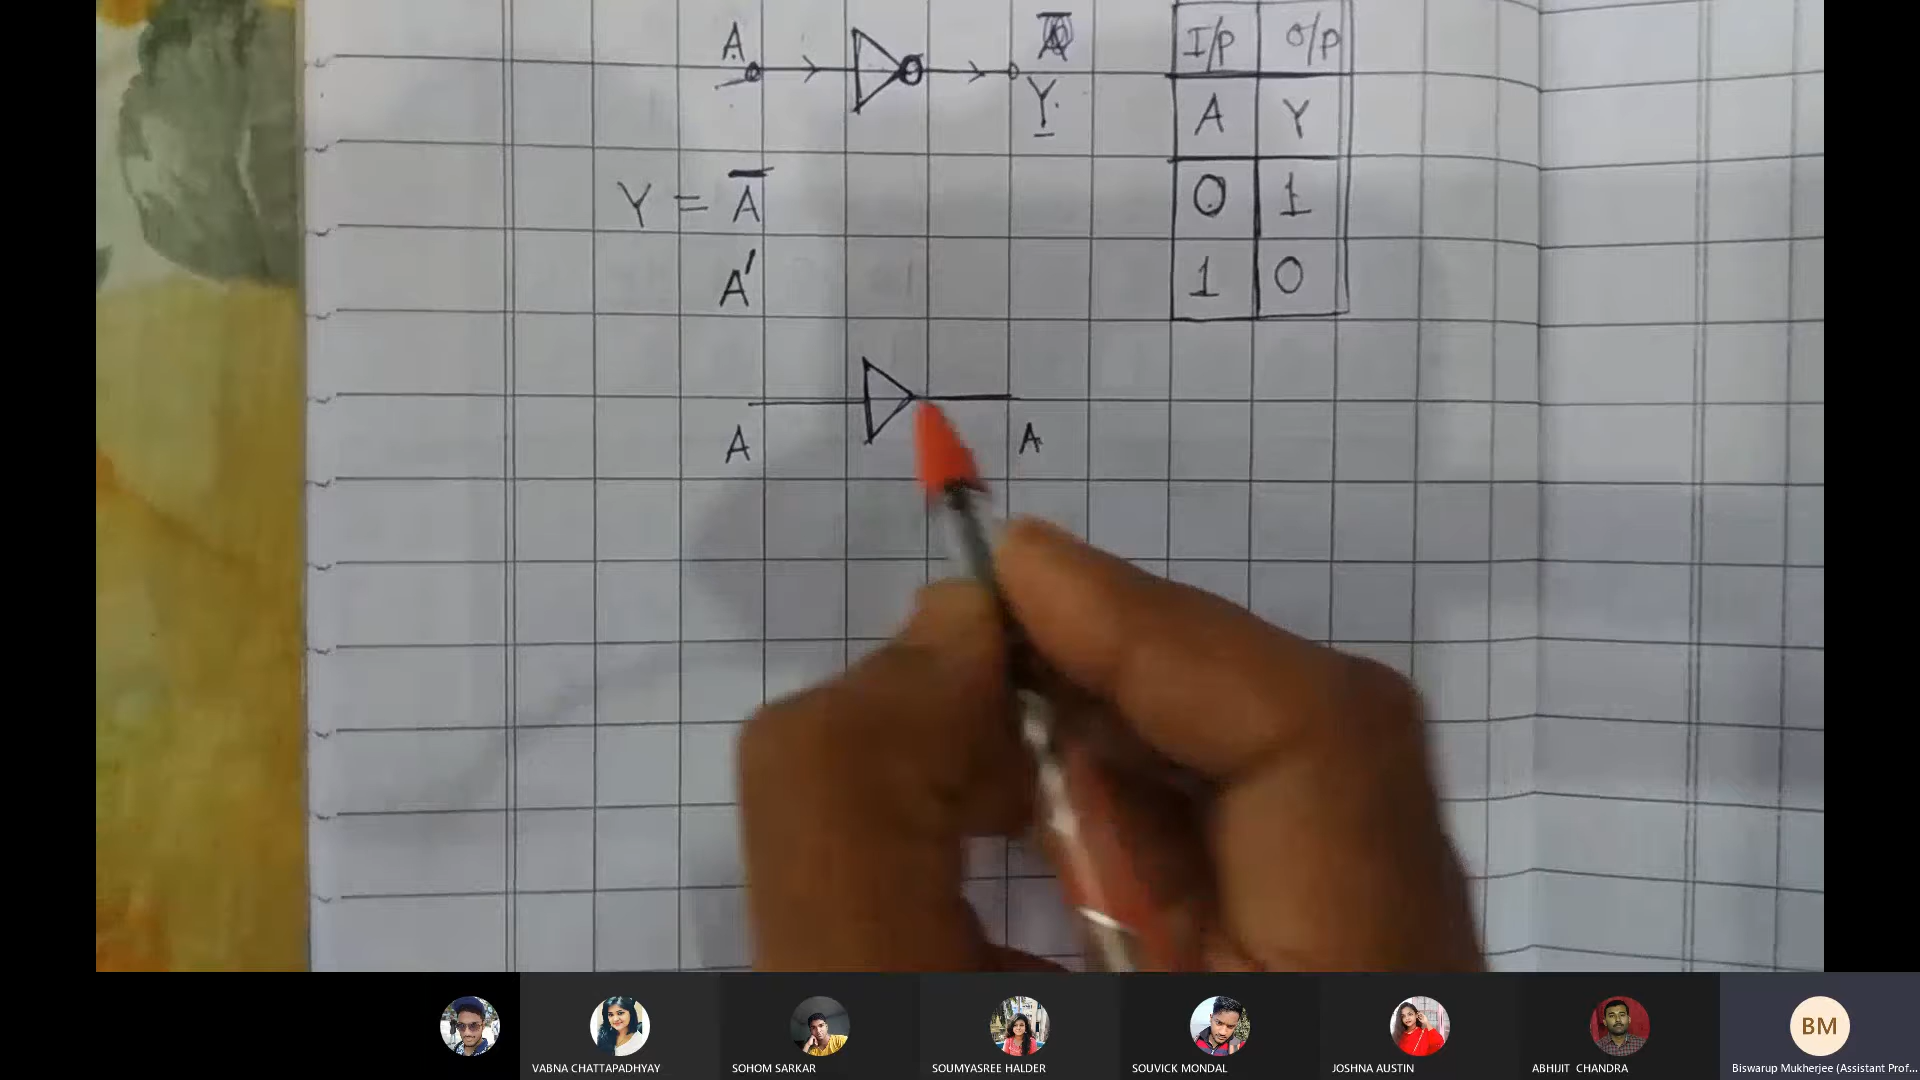 A
A̅
Y
I/p O/p
A Y
0 1
1 0
Y = A̅
A'
A A
VABNA CHATTAPADHYAY
SOHOM SARKAR
SOUMYASREE HALDER
SOUVICK MONDAL
JOSHNA AUSTIN
ABHIJIT CHANDRA
BM
Biswarup Mukherjee (Assistant Prof...